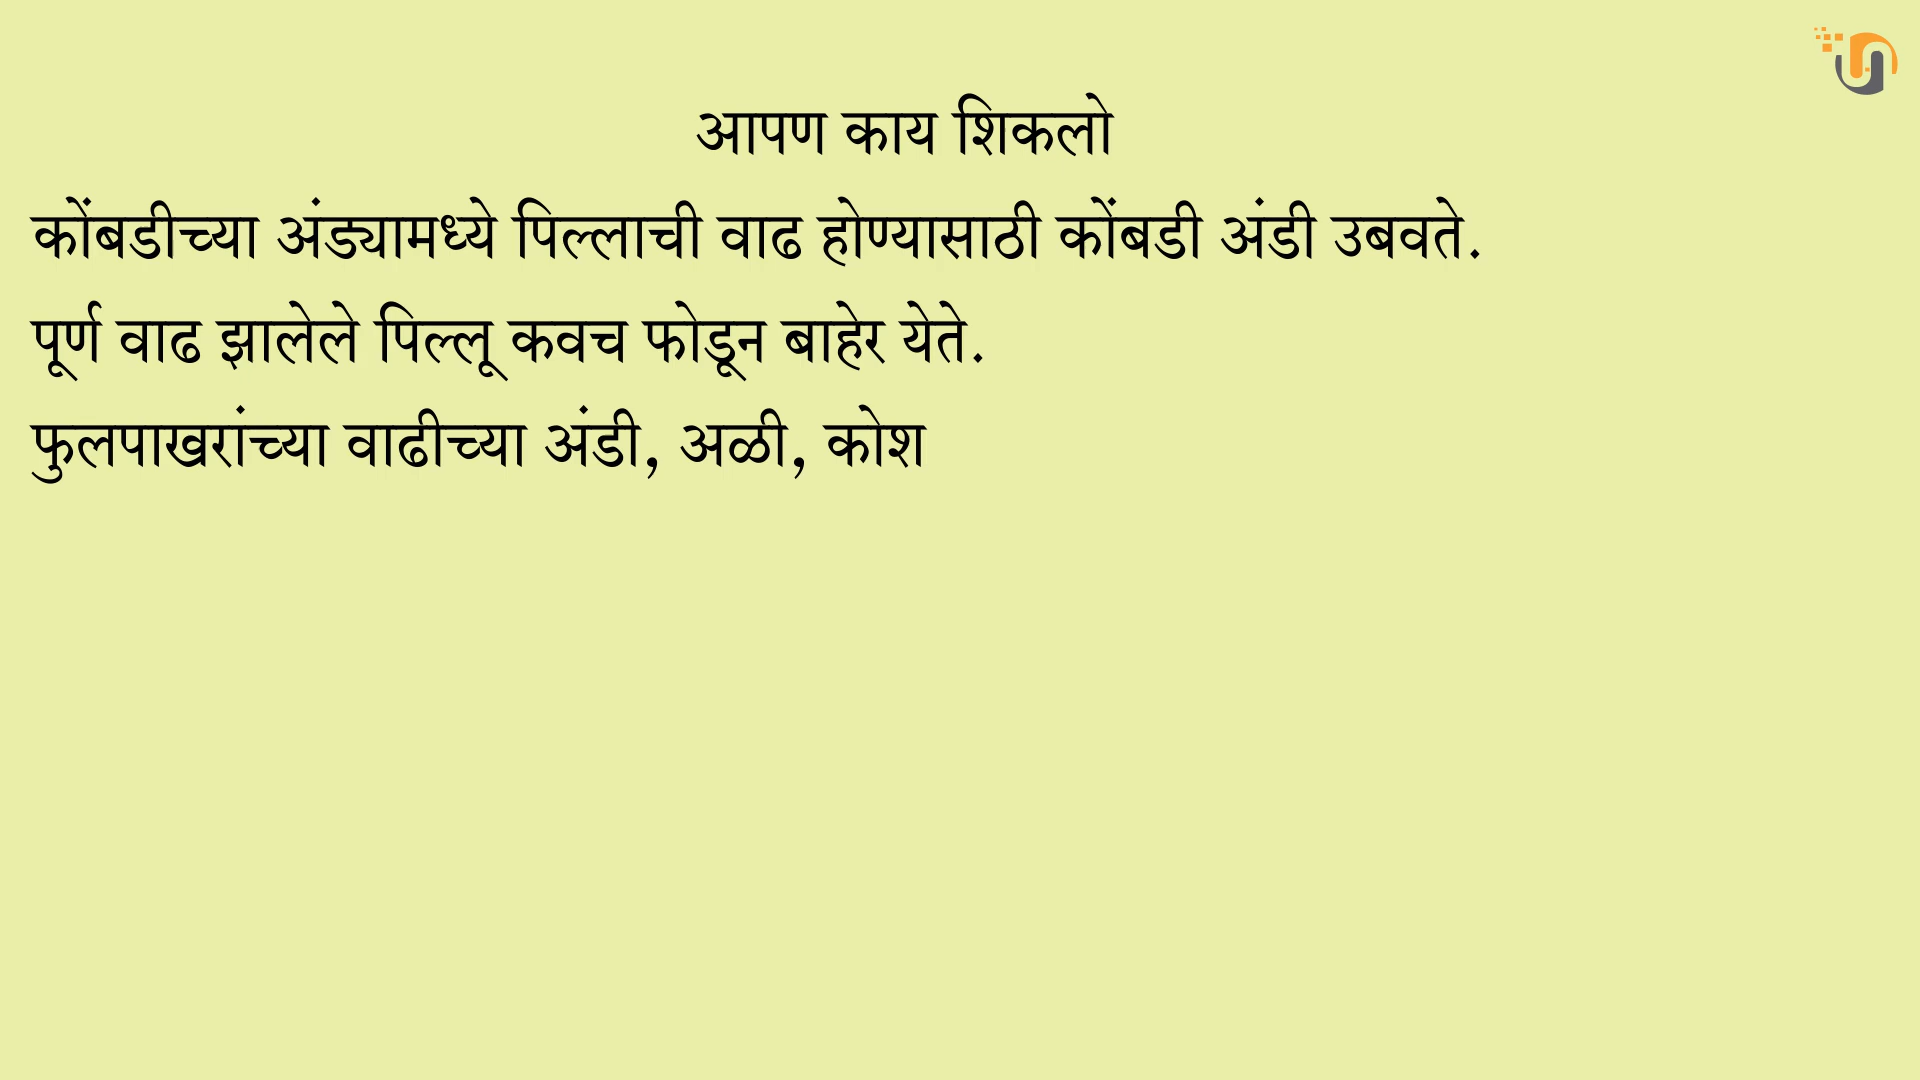 आपण काय शिकलो
कोंबडीच्या अंड्यामध्ये पिल्लाची वाढ होण्यासाठी कोंबडी अंडी उबवते.
पूर्ण वाढ झालेले पिल्लू कवच फोडून बाहेर येते.
फुलपाखरांच्या वाढीच्या अंडी, अळी, कोश